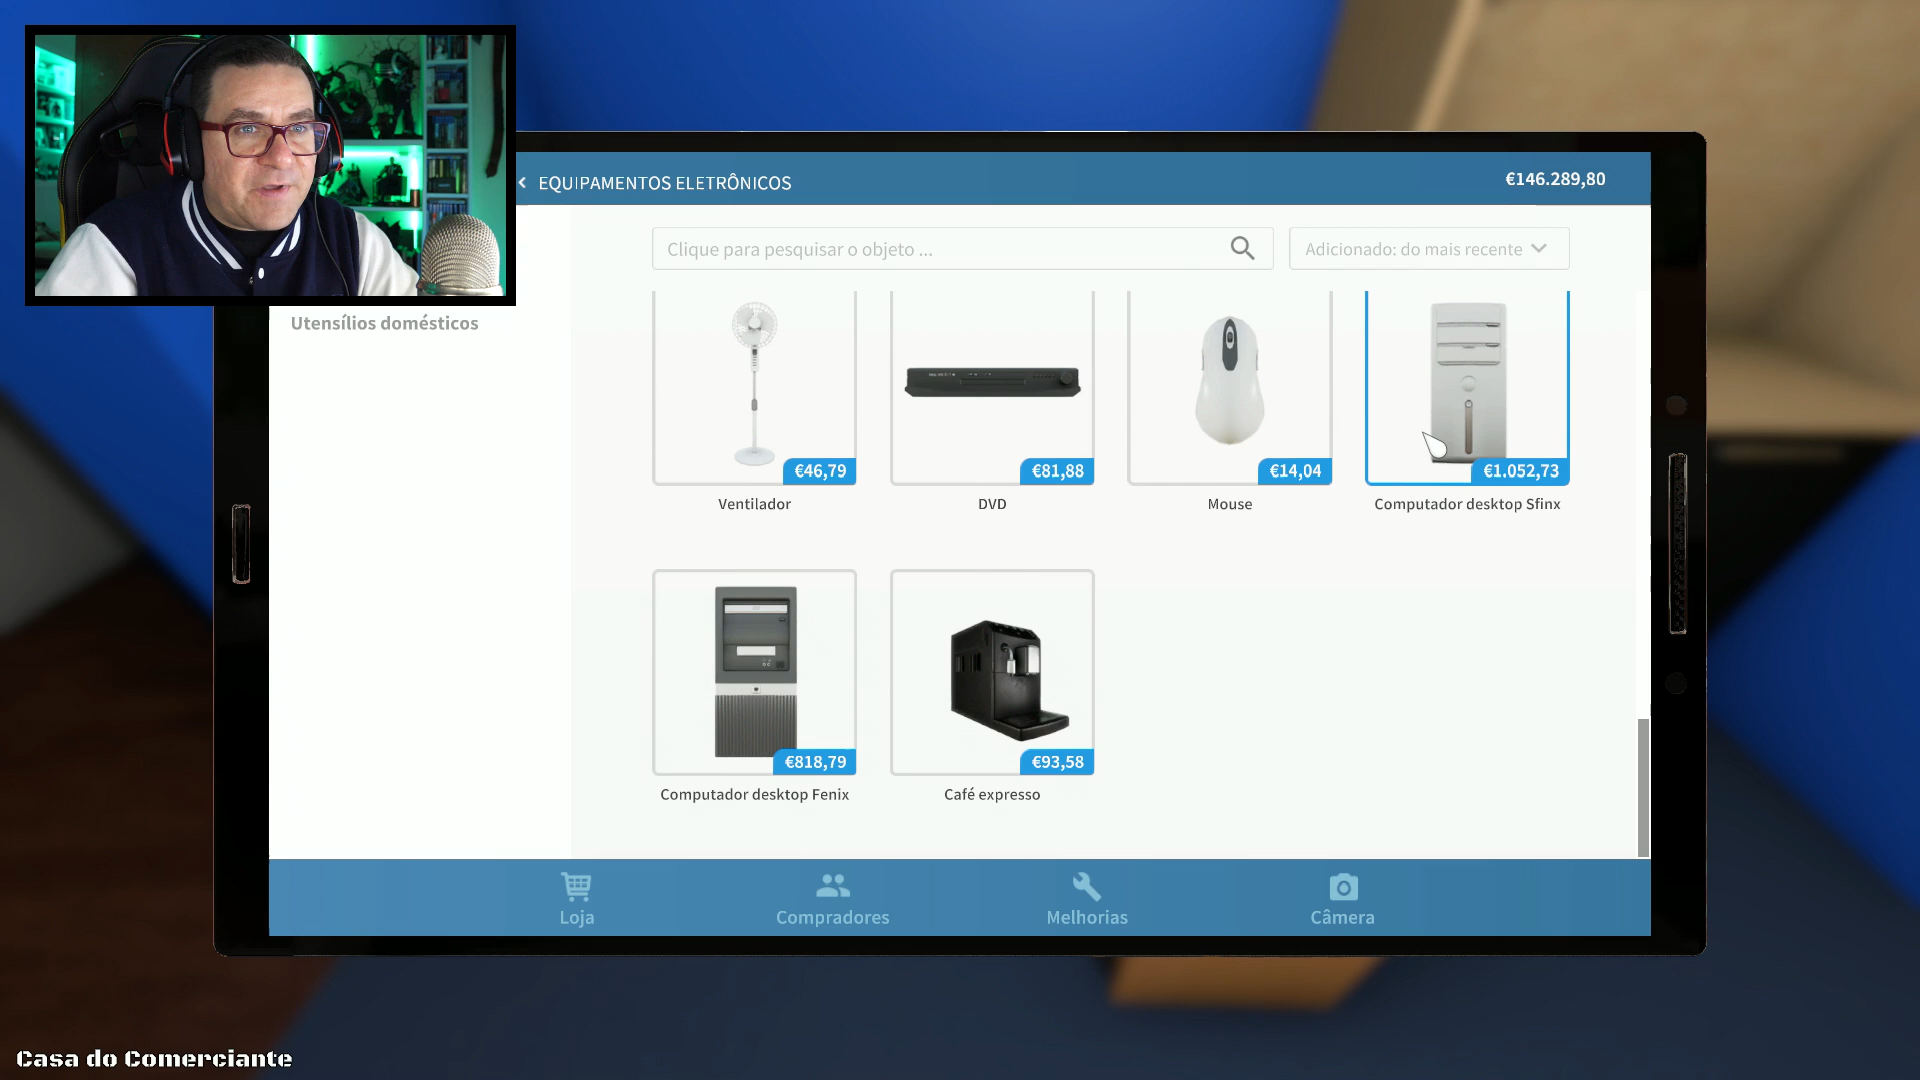 EQUIPAMENTOS ELETRÔNICOS
€146.289,80
Clique para pesquisar o objeto ...
Adicionado: do mais recente
Utensílios domésticos
€46,79
€81,88
€14,04
€1.052,73
Ventilador
DVD
Mouse
Computador desktop Sfinx
€818,79
€93,58
Computador desktop Fenix
Café expresso
Loja
Compradores
Melhorias
Câmera
Casa do Comerciante